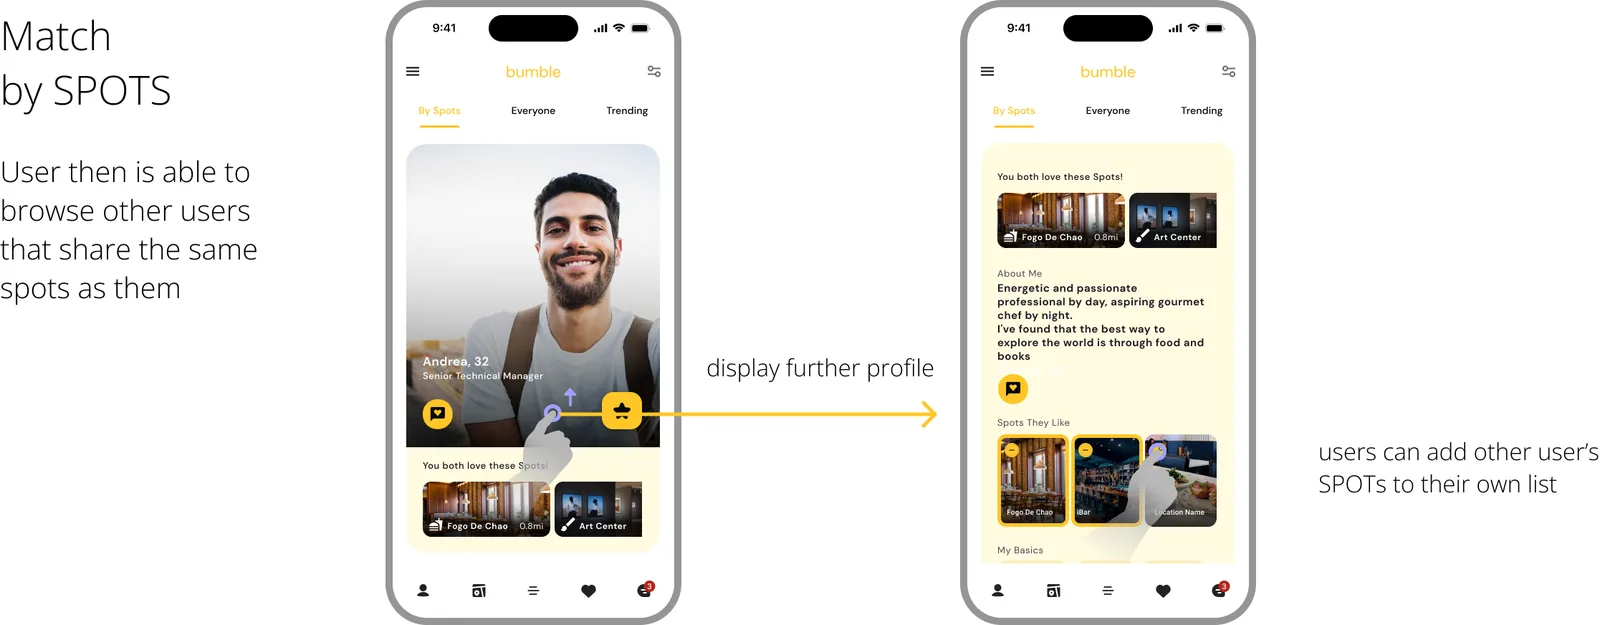 Match
by SPOTS
User then is able to
browse other users
that share the same
spots as them
9:41
bumble
By Spots
Everyone
Trending
Andrea, 32
Senior Technical Manager
You both love these Spots!
Fogo De Chao
0.8mi
Art Center
3
display further profile
9:41
bumble
By Spots
Everyone
Trending
You both love these Spots!
Fogo De Chao
0.8mi
Art Center
About Me
Energetic and passionate
professional by day, aspiring gourmet
chef by night.
I've found that the best way to
explore the world is through food and
books
Spots They Like
Fogo De Chao
iBar
Location Name
My Basics
3
users can add other user's
SPOTs to their own list